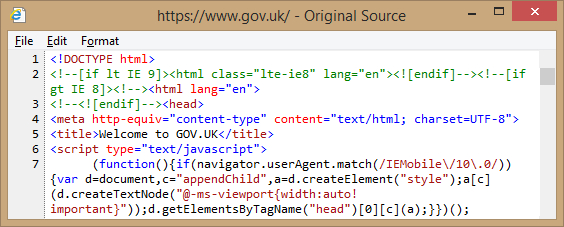 https://www.gov.uk/ - Original Source
File Edit Format
1 <!DOCTYPE html>
2 <!--[if lt IE 9]><html class="lte-ie8" lang="en"><![endif]--><!--[if
gt IE 8]><!--><html lang="en">
3 <!--<![endif]--><head>
4 <meta http-equiv="content-type" content="text/html; charset=UTF-8">
5 <title>Welcome to GOV.UK</title>
6 <script type="text/javascript">
7 (function(){if(navigator.userAgent.match(/IEMobile\/10\.0/))
{var d=document,c="appendChild",a=d.createElement("style");a[c]
(d.createTextNode("@-ms-viewport{width:auto!
important}"));d.getElementsByTagName("head")[0][c](a);}})();